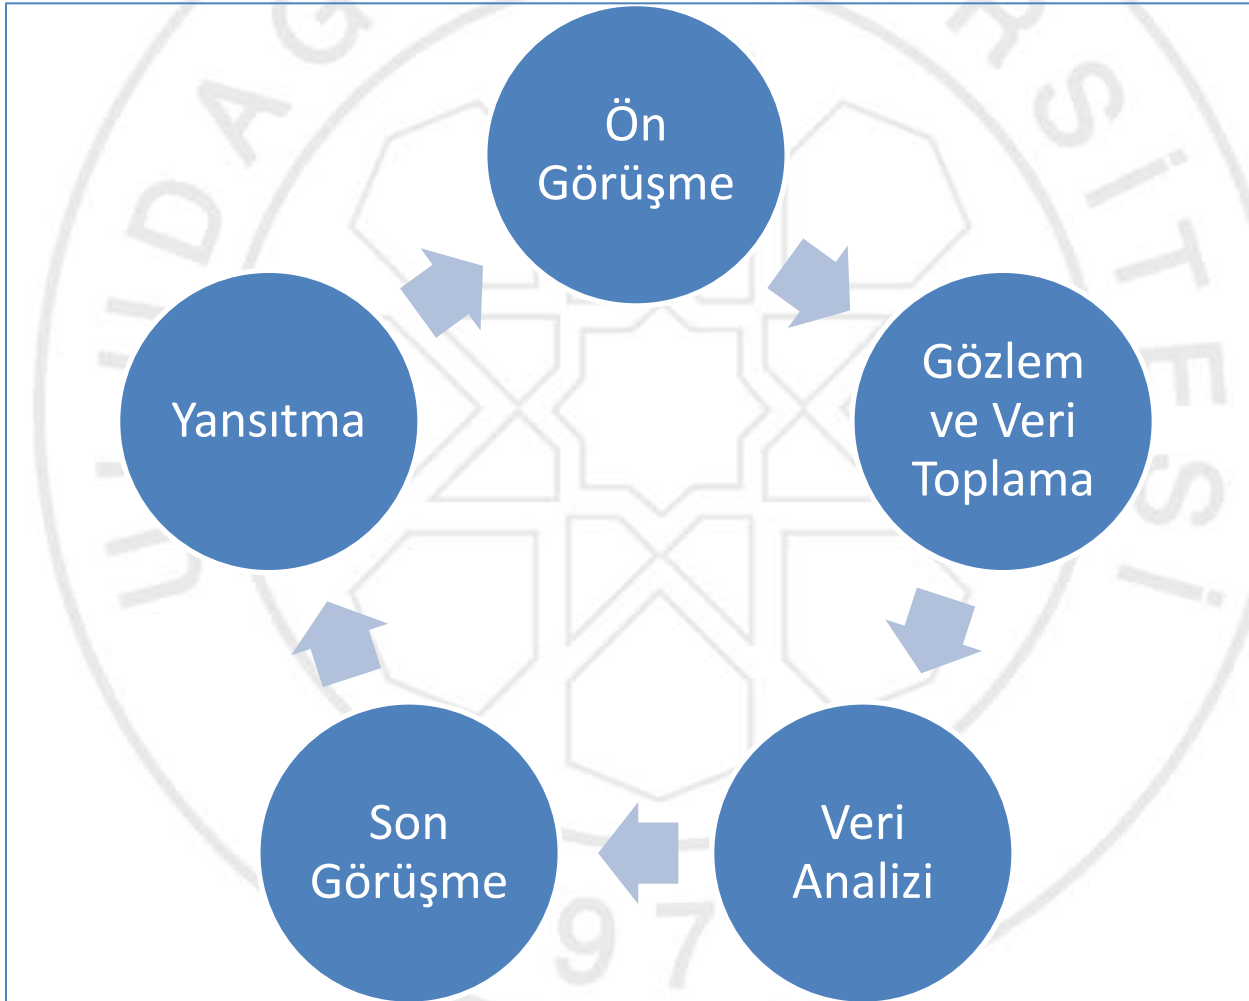 Ön
Görüşme
Gözlem
ve Veri
Toplama
Veri
Analizi
Son
Görüşme
Yansıtma